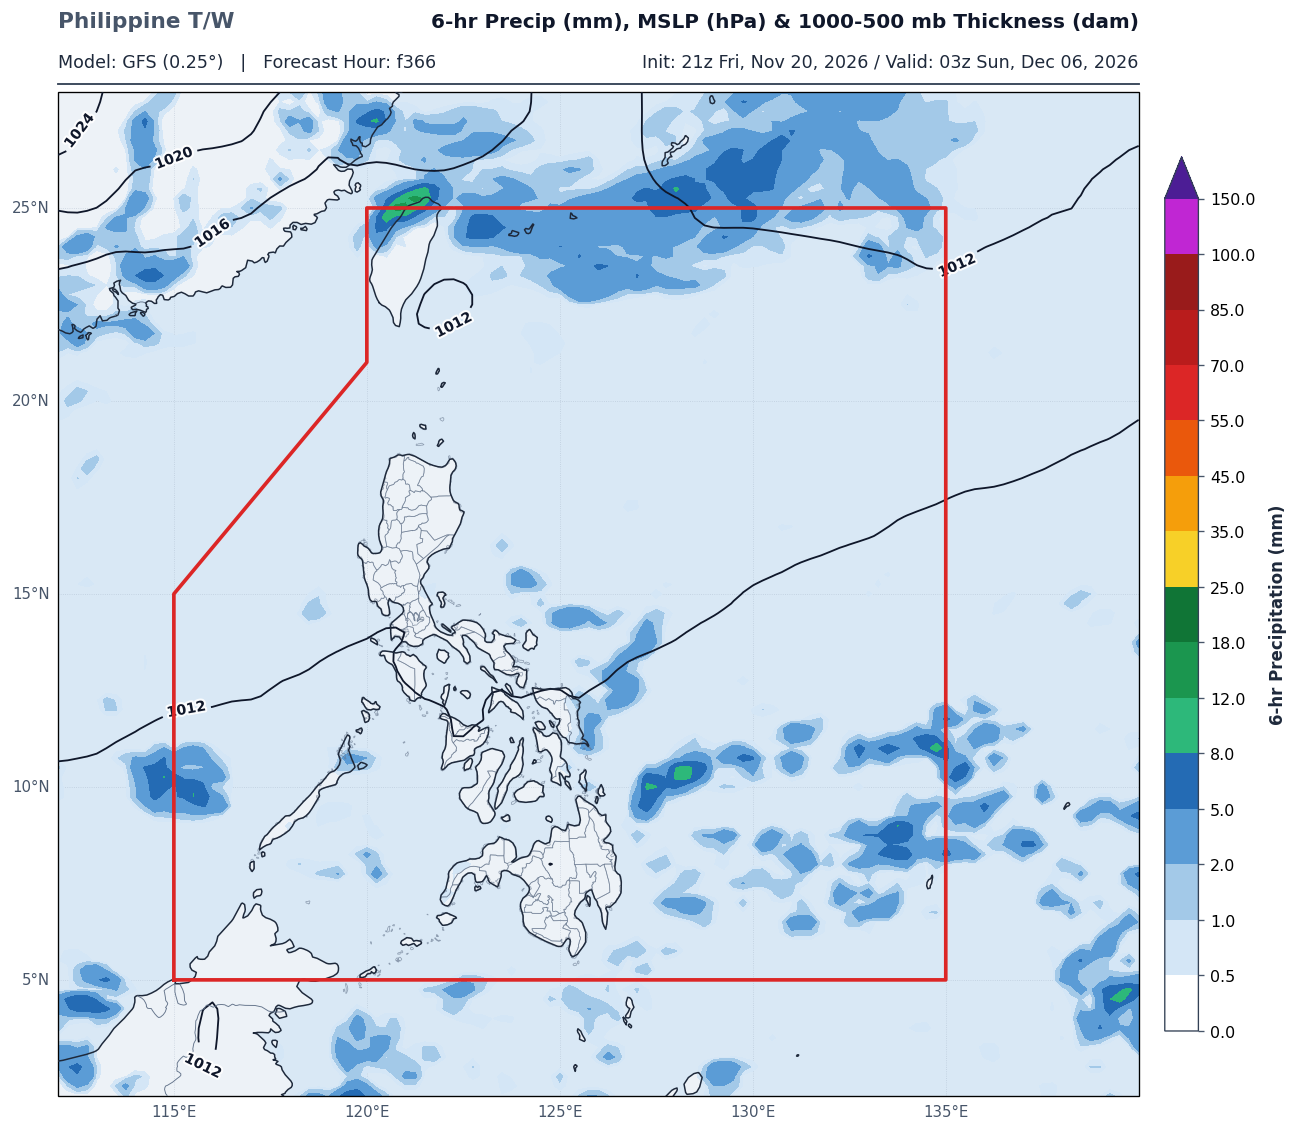 Philippine T/W
6-hr Precip (mm), MSLP (hPa) & 1000-500 mb Thickness (dam)
Model: GFS (0.25°) | Forecast Hour: f366
Init: 21z Fri, Nov 20, 2026 / Valid: 03z Sun, Dec 06, 2026
1024
1020
1016
1012
1012
1012
1012
25°N
20°N
15°N
10°N
5°N
115°E
120°E
125°E
130°E
135°E
150.0
100.0
85.0
70.0
55.0
45.0
35.0
25.0
18.0
12.0
8.0
5.0
2.0
1.0
0.5
0.0
6-hr Precipitation (mm)